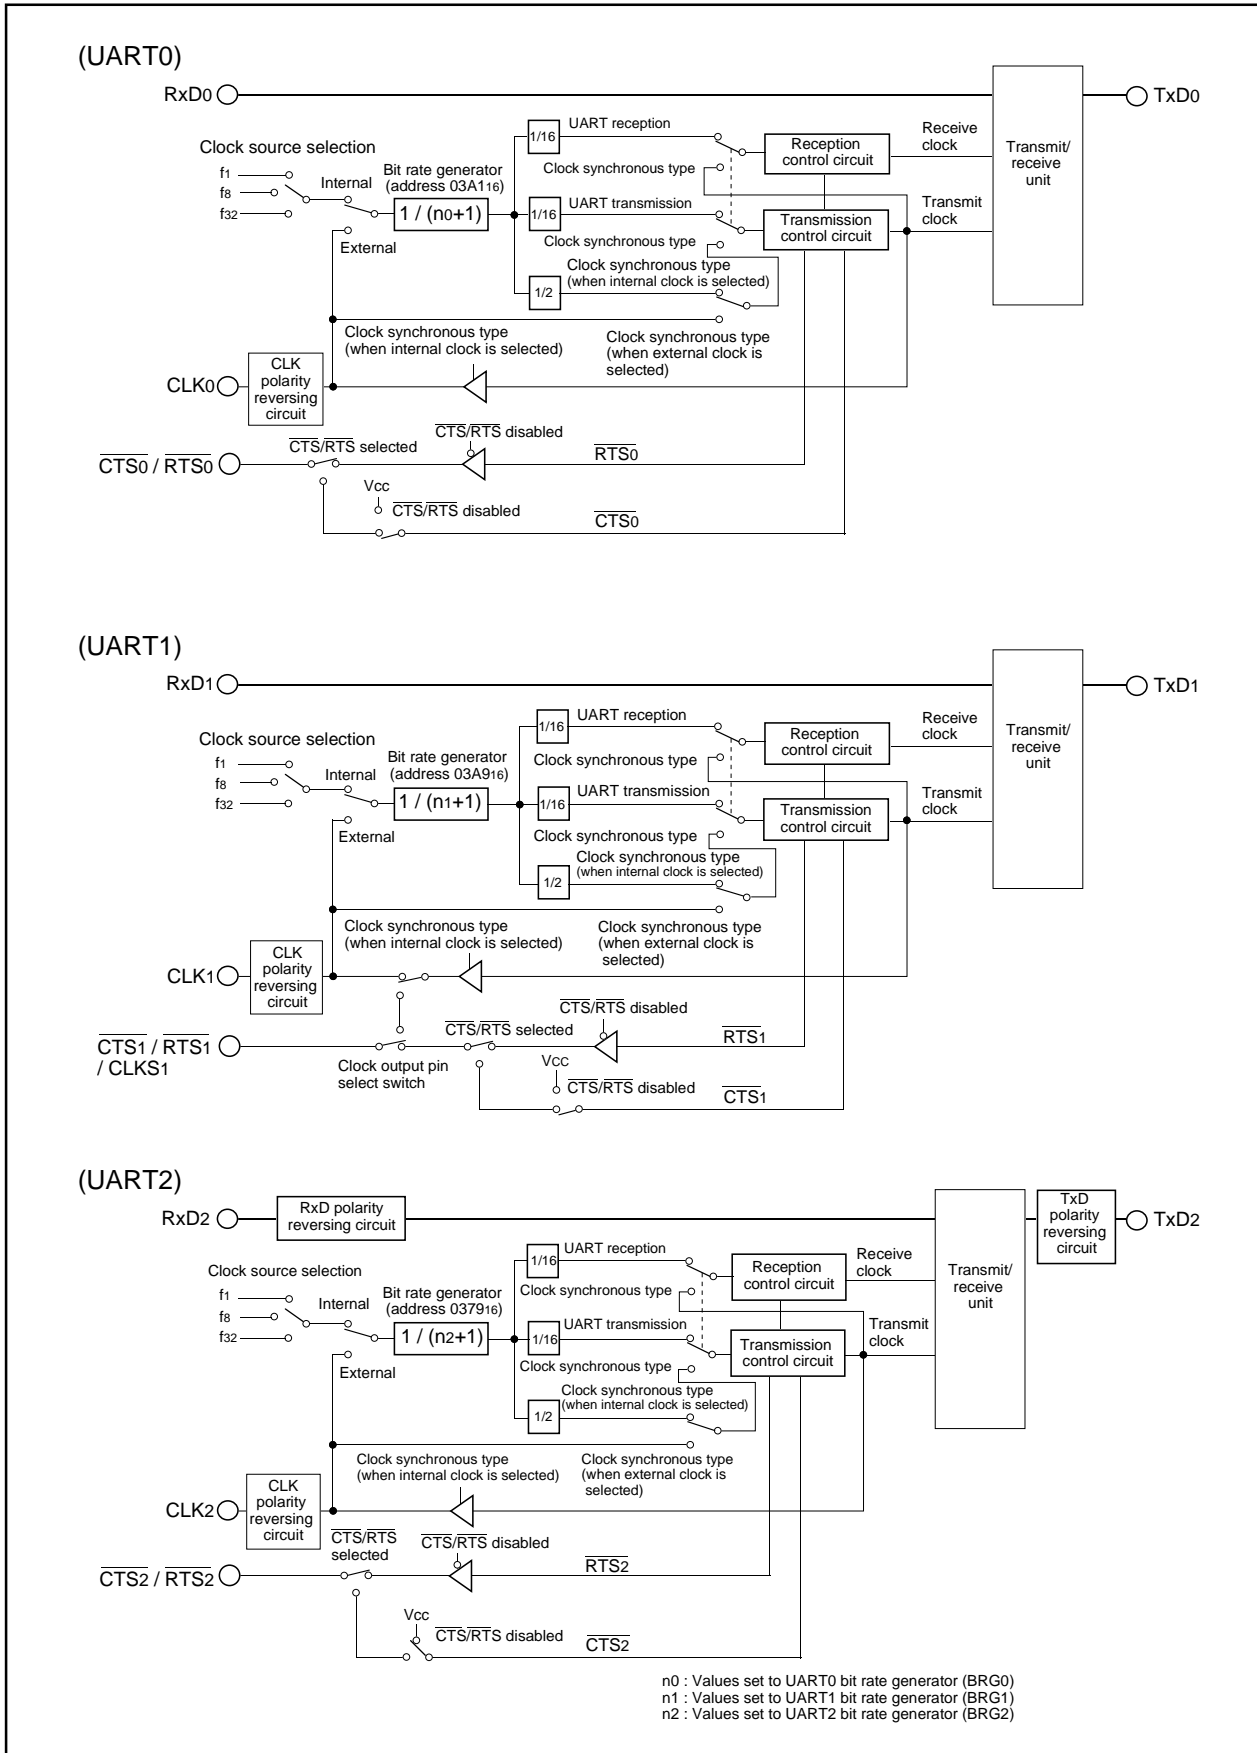 (UART0)
RxD0
TxD0
Clock source selection
f1
f8
f32
Internal
External
Bit rate generator
(address 03A116)
1 / (n0+1)
1/16
UART reception
Clock synchronous type
1/16
UART transmission
Clock synchronous type
1/2
Clock synchronous type
(when internal clock is selected)
Reception
control circuit
Transmission
control circuit
Receive
clock
Transmit
clock
Transmit/
receive
unit
Clock synchronous type
(when internal clock is selected)
Clock synchronous type
(when external clock is
selected)
CLK0
CLK
polarity
reversing
circuit
CTS0 / RTS0
CTS/RTS selected
CTS/RTS disabled
RTS0
Vcc
CTS/RTS disabled
CTS0
(UART1)
RxD1
TxD1
Clock source selection
f1
f8
f32
Internal
External
Bit rate generator
(address 03A916)
1 / (n1+1)
1/16
UART reception
Clock synchronous type
1/16
UART transmission
Clock synchronous type
1/2
Clock synchronous type
(when internal clock is selected)
Reception
control circuit
Transmission
control circuit
Receive
clock
Transmit
clock
Transmit/
receive
unit
Clock synchronous type
(when internal clock is selected)
Clock synchronous type
(when external clock is
selected)
CLK1
CLK
polarity
reversing
circuit
CTS1 / RTS1
/ CLKS1
Clock output pin
select switch
CTS/RTS selected
CTS/RTS disabled
RTS1
VCC
CTS/RTS disabled
CTS1
(UART2)
RxD2
RxD polarity
reversing circuit
TxD
polarity
reversing
circuit
TxD2
Clock source selection
f1
f8
f32
Internal
External
Bit rate generator
(address 037916)
1 / (n2+1)
1/16
UART reception
Clock synchronous type
1/16
UART transmission
Clock synchronous type
1/2
Clock synchronous type
(when internal clock is selected)
Reception
control circuit
Transmission
control circuit
Receive
clock
Transmit
clock
Transmit/
receive
unit
Clock synchronous type
(when internal clock is selected)
Clock synchronous type
(when external clock is
selected)
CLK2
CLK
polarity
reversing
circuit
CTS2 / RTS2
CTS/RTS
selected
CTS/RTS disabled
RTS2
Vcc
CTS/RTS disabled
CTS2
n0 : Values set to UART0 bit rate generator (BRG0)
n1 : Values set to UART1 bit rate generator (BRG1)
n2 : Values set to UART2 bit rate generator (BRG2)